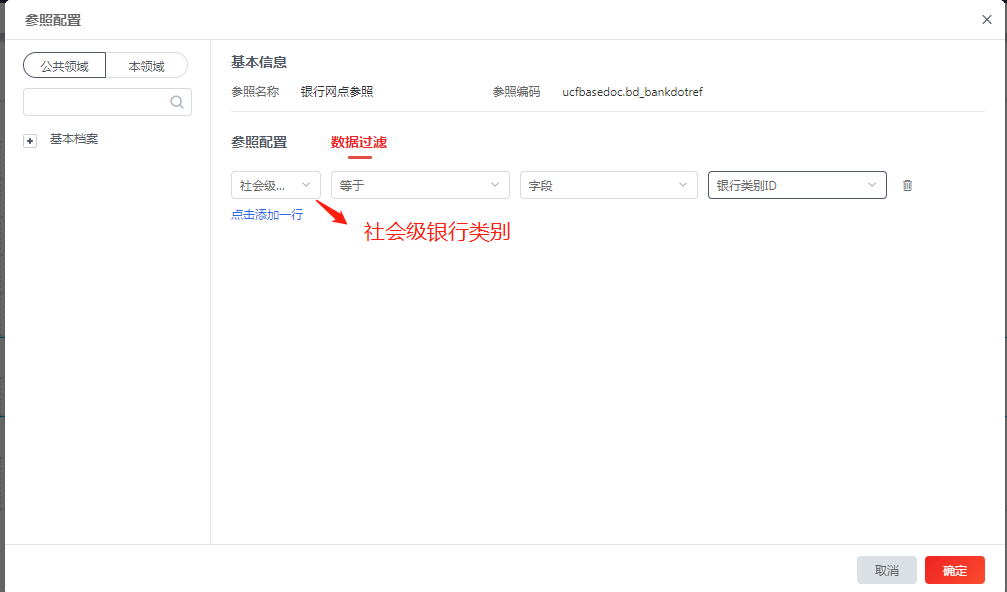 参照配置
公共领域
本领域
基本档案
基本信息
参照名称 银行网点参照 参照编码 ucfbasedoc.bd_bankdotref
参照配置 数据过滤
社会级... 等于 字段 银行类别ID
点击添加一行
社会级银行类别
取消 确定